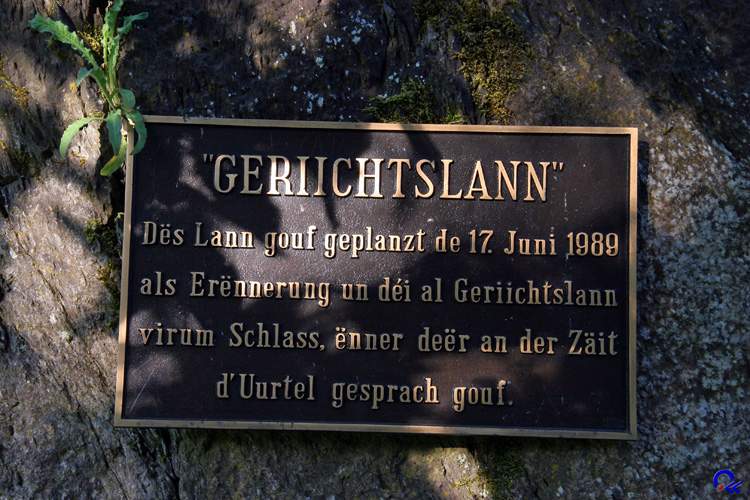 "GERIICHTSLANN"
Dës Lann gouf geplanzt de 17. Juni 1989
als Erënnerung un déi al Geriichtslann
virum Schlass, ënner deër an der Zäit
d'Uurtel gesprach gouf.